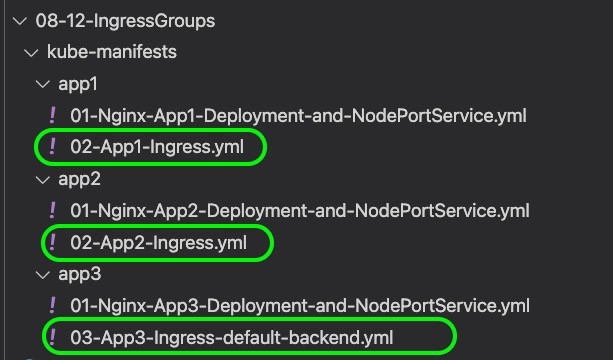 08-12-IngressGroups
kube-manifests
app1
! 01-Nginx-App1-Deployment-and-NodePortService.yml
! 02-App1-Ingress.yml
app2
! 01-Nginx-App2-Deployment-and-NodePortService.yml
! 02-App2-Ingress.yml
app3
! 01-Nginx-App3-Deployment-and-NodePortService.yml
! 03-App3-Ingress-default-backend.yml